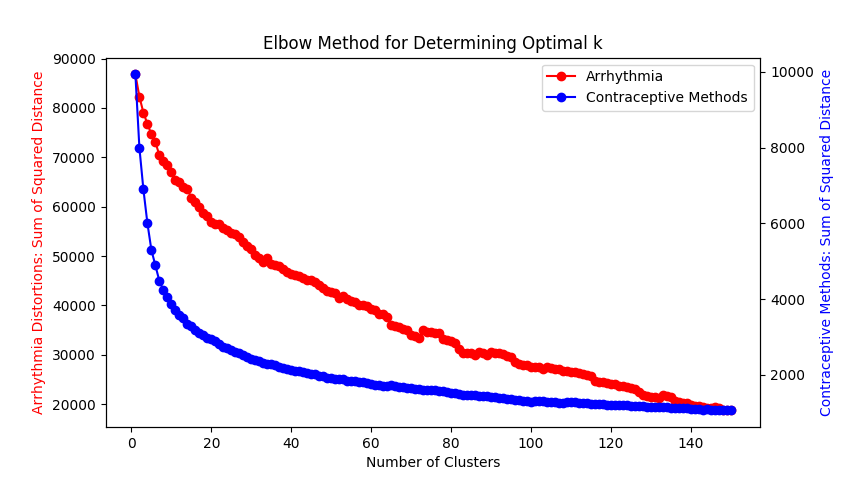 Elbow Method for Determining Optimal k
Arrhythmia Distortions: Sum of Squared Distance
90000
80000
70000
60000
50000
40000
30000
20000
Arrhythmia
Contraceptive Methods
10000
8000
6000
4000
2000
Contraceptive Methods: Sum of Squared Distance
0 20 40 60 80 100 120 140
Number of Clusters